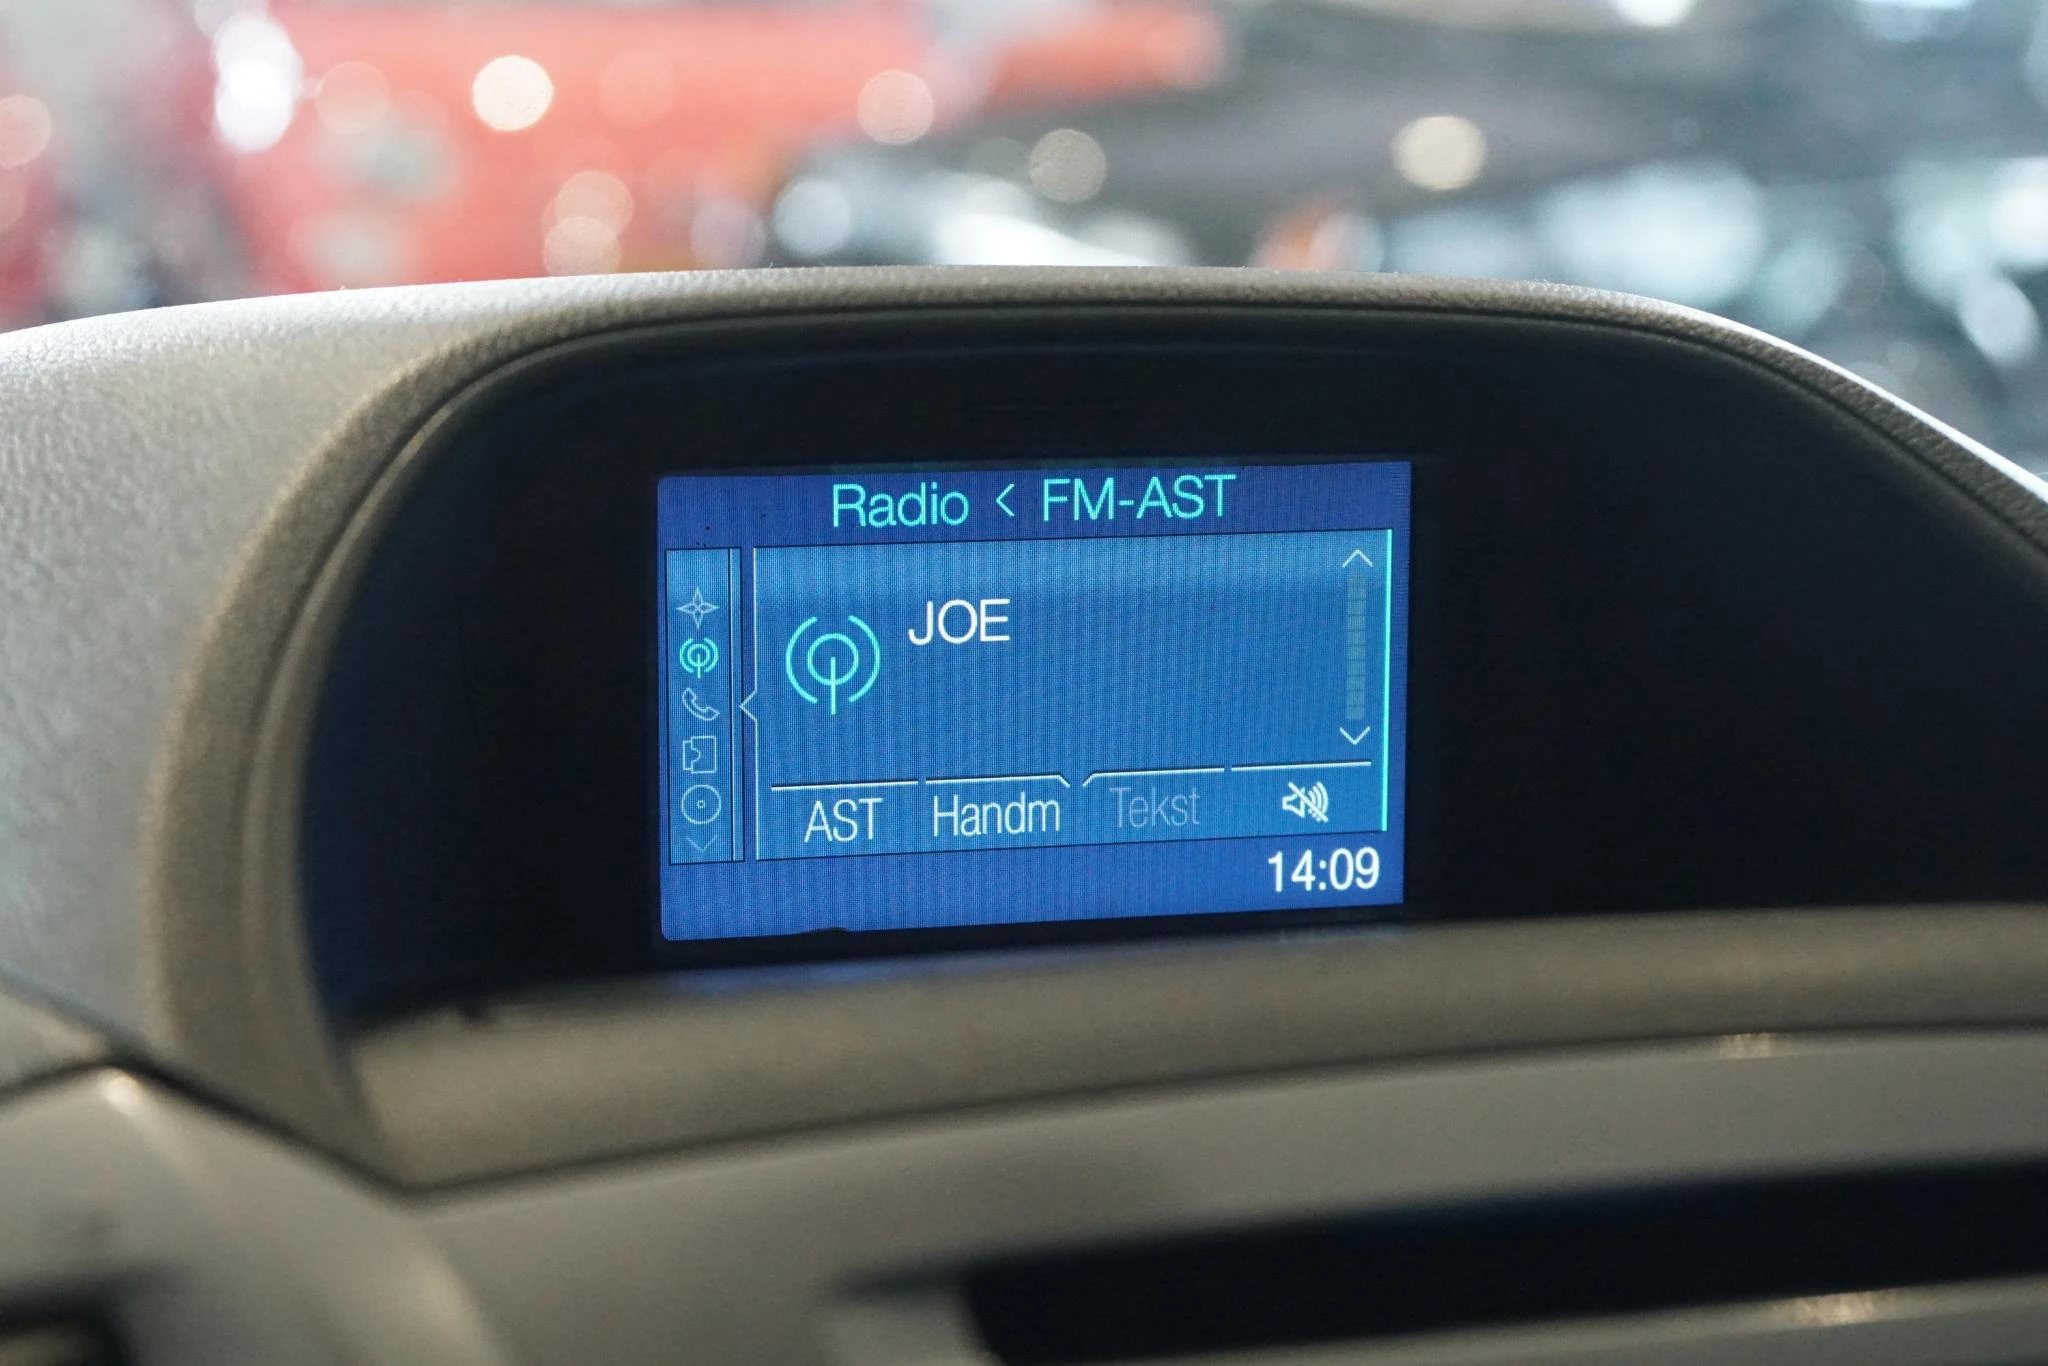 Radio < FM-AST
JOE
AST Handm Tekst
14:09